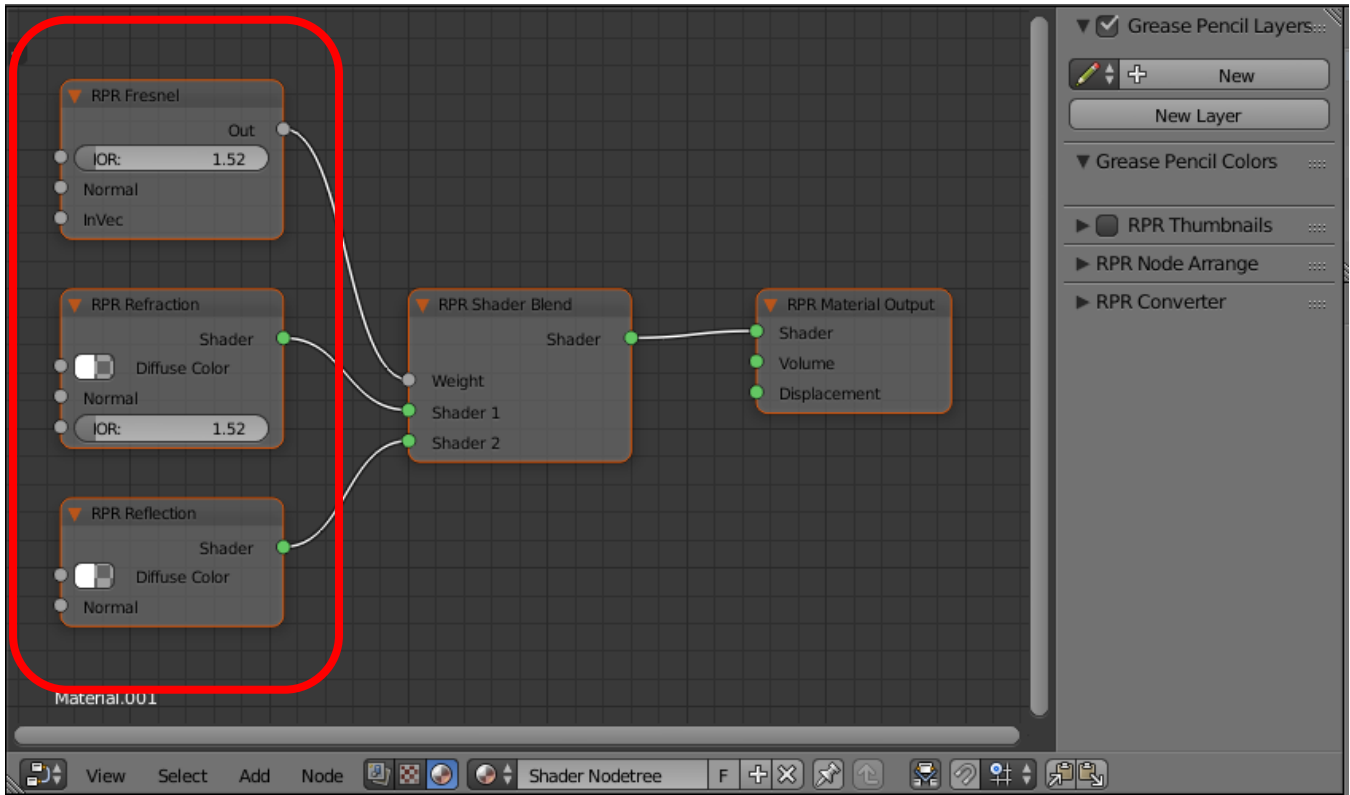 RPR Fresnel
Out
IOR: 1.52
Normal
InVec
RPR Refraction
Shader
Diffuse Color
Normal
IOR: 1.52
RPR Reflection
Shader
Diffuse Color
Normal
RPR Shader Blend
Shader
Weight
Shader 1
Shader 2
RPR Material Output
Shader
Volume
Displacement
Material.001
Grease Pencil Layers
New
New Layer
Grease Pencil Colors
RPR Thumbnails
RPR Node Arrange
RPR Converter
View Select Add Node Shader Nodetree F